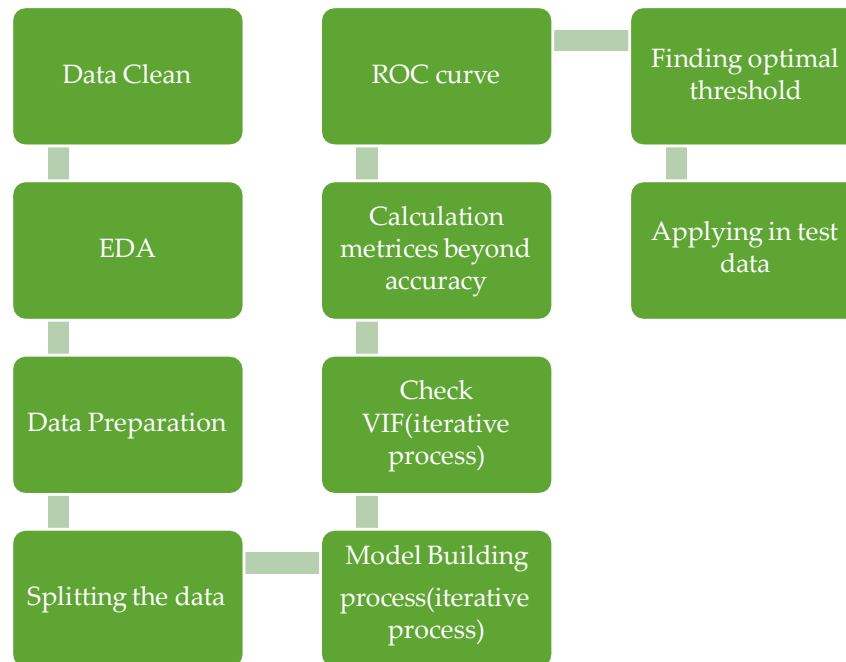 Data Clean
EDA
Data Preparation
Splitting the data
Model Building
process(iterative
process)
Check
VIF(iterative
process)
Calculation
metrices beyond
accuracy
ROC curve
Finding optimal
threshold
Applying in test
data